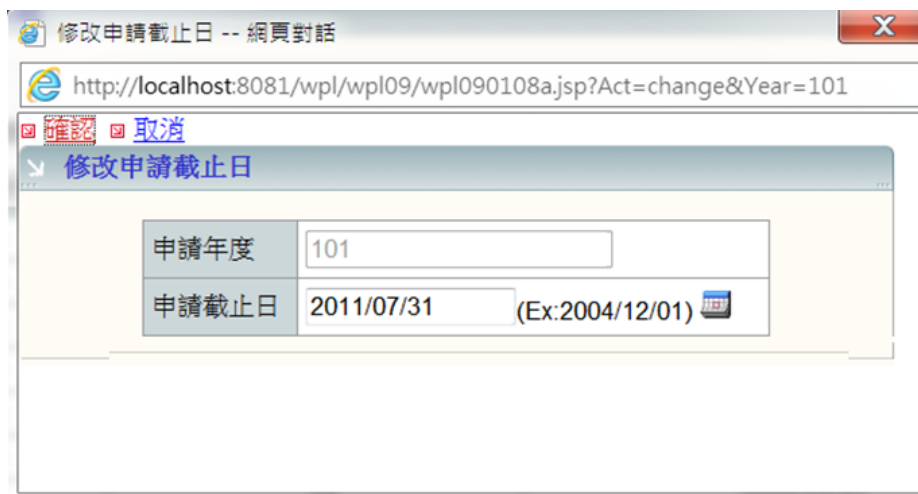 修改申請截止日 -- 網頁對話
http://localhost:8081/wpl/wpl09/wpl090108a.jsp?Act=change&Year=101
確認 取消
修改申請截止日
申請年度 101
申請截止日 2011/07/31 (Ex:2004/12/01)